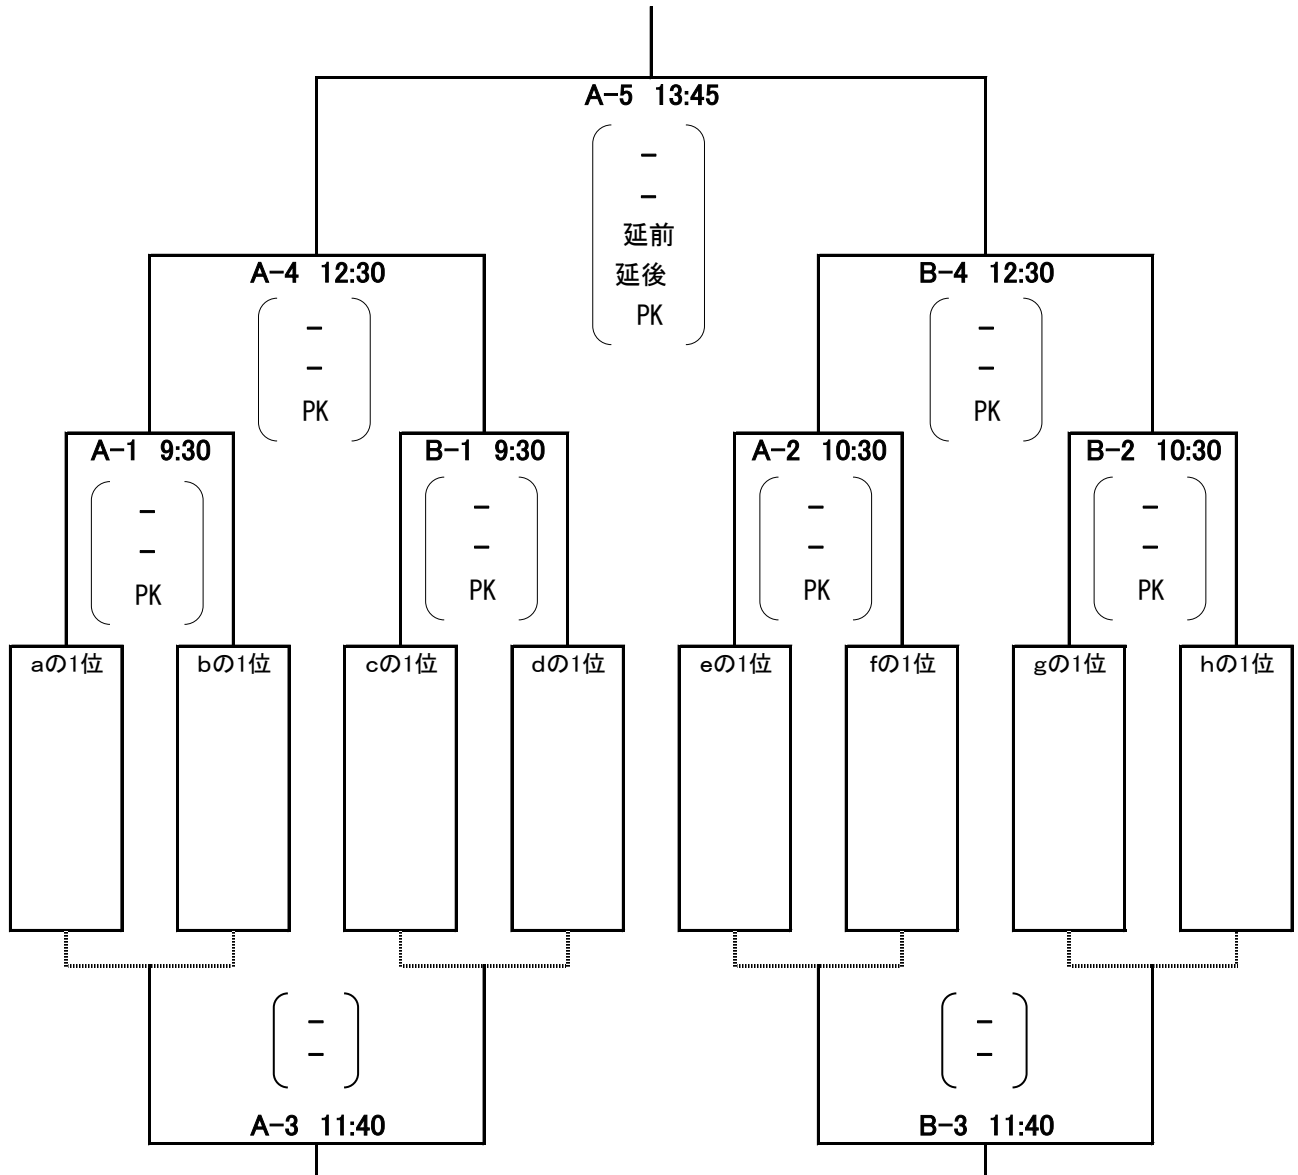 A-5 13:45
-
-
延前
延後
PK
A-4 12:30
-
-
PK
B-4 12:30
-
-
PK
A-1 9:30
-
-
PK
B-1 9:30
-
-
PK
A-2 10:30
-
-
PK
B-2 10:30
-
-
PK
aの1位
bの1位
cの1位
dの1位
eの1位
fの1位
gの1位
hの1位
-
-
A-3 11:40
-
-
B-3 11:40